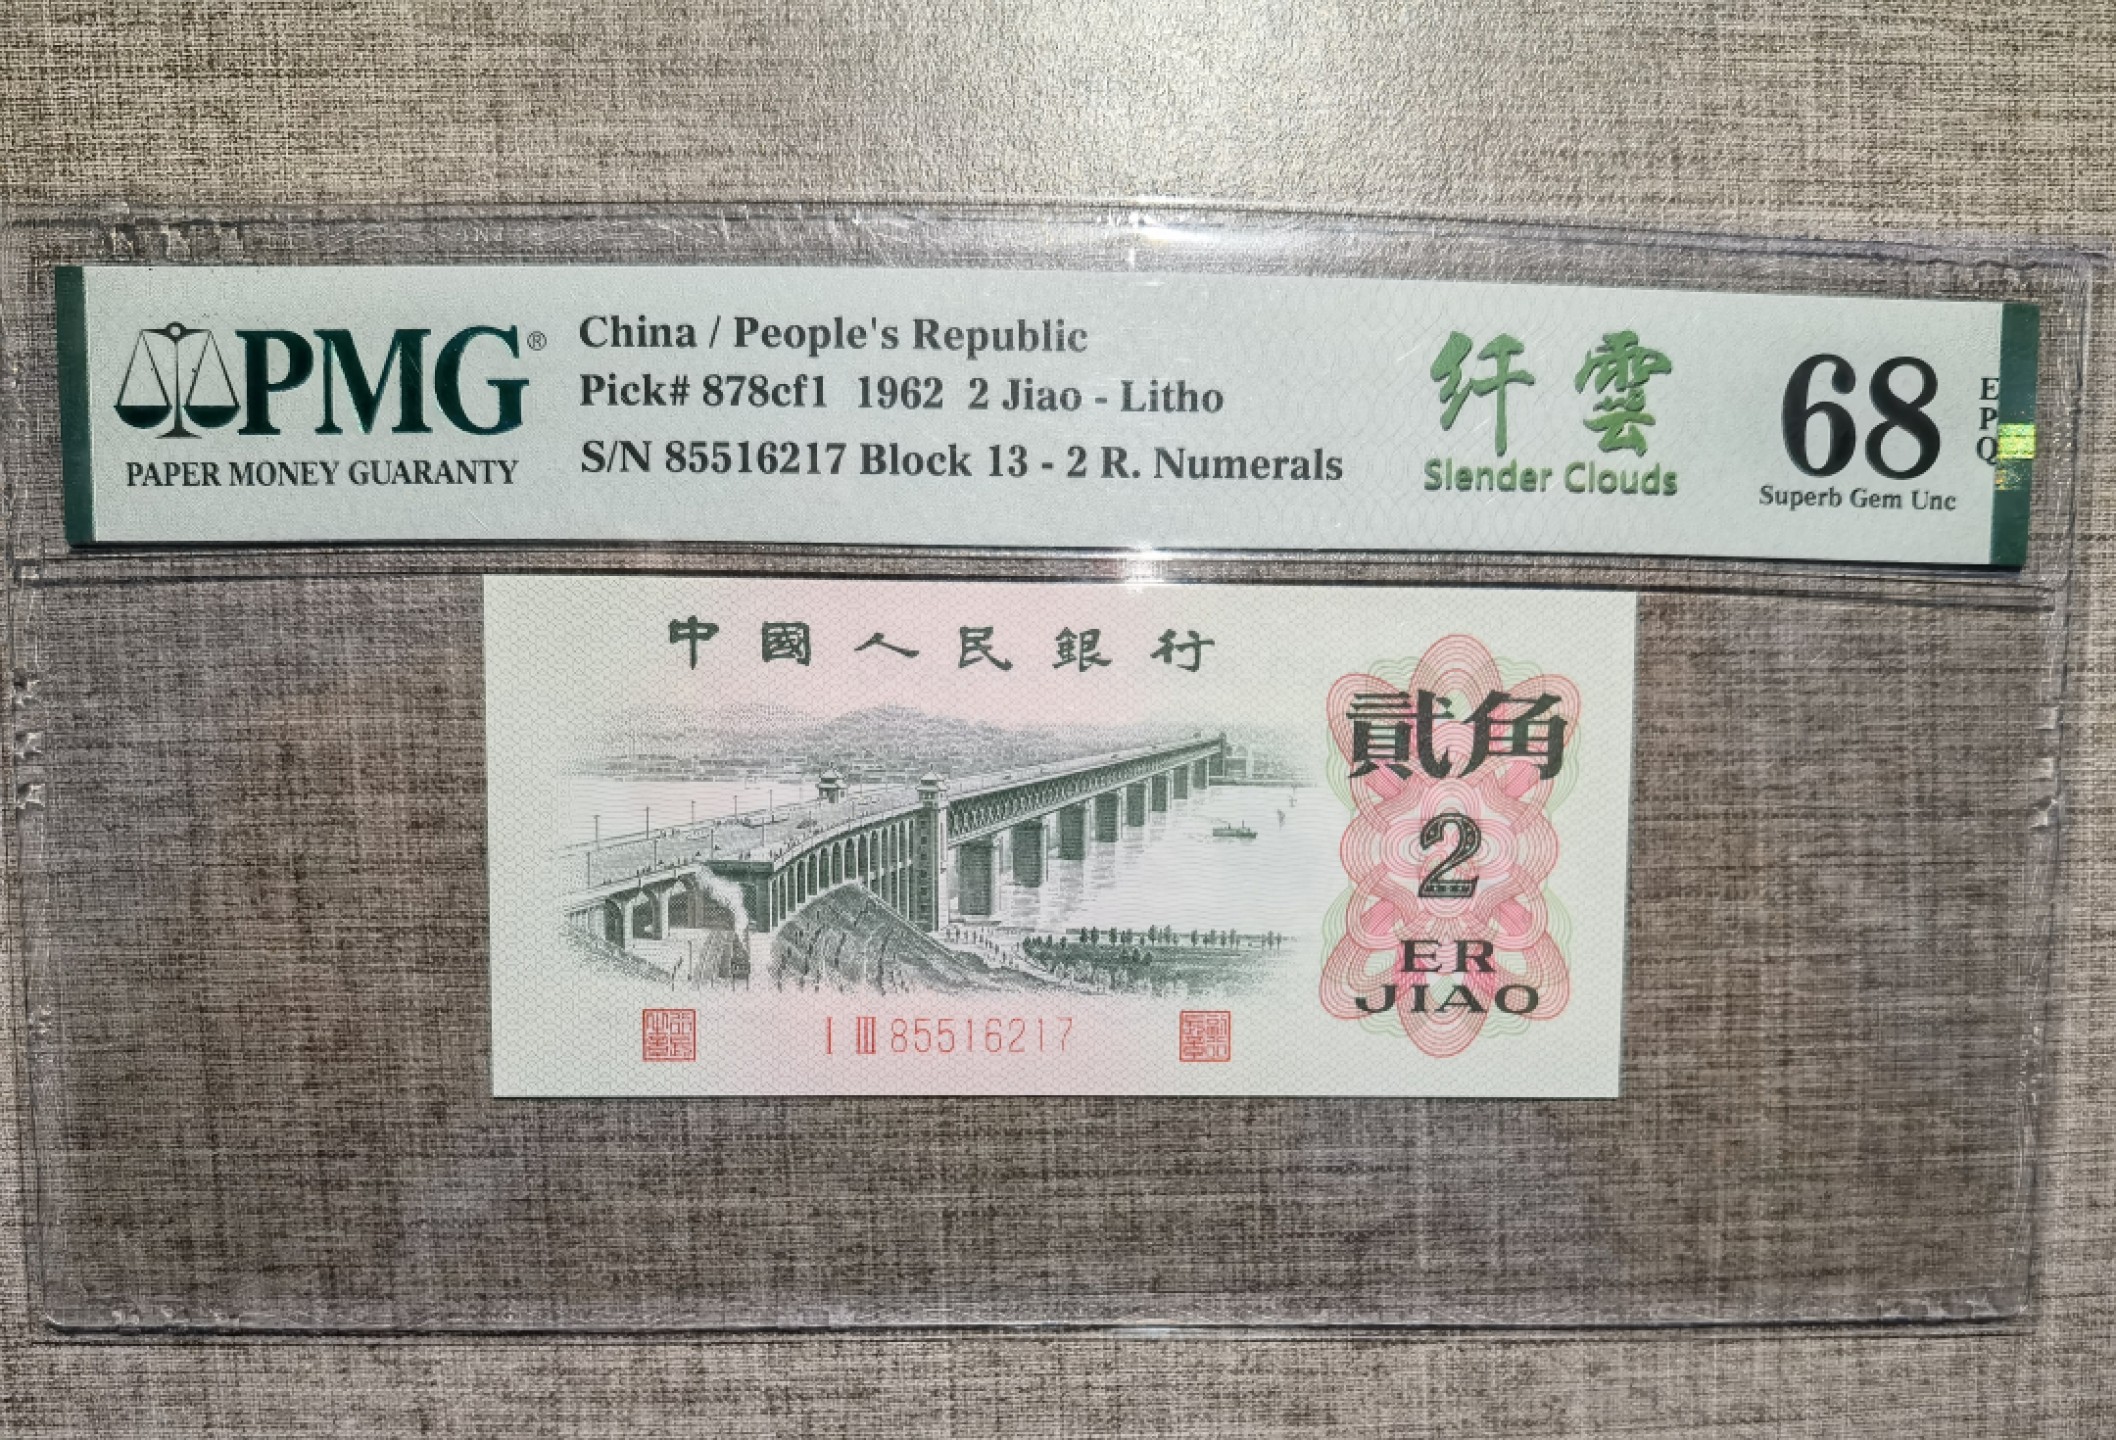 PMG®
PAPER MONEY GUARANTY
China / People's Republic
Pick# 878cf1 1962 2 Jiao - Litho
S/N 85516217 Block 13 - 2 R. Numerals
纤雲
Slender Clouds
68
Superb Gem Unc
EPQ
中國人民銀行
貳角
2
ER
JIAO
I III 85516217